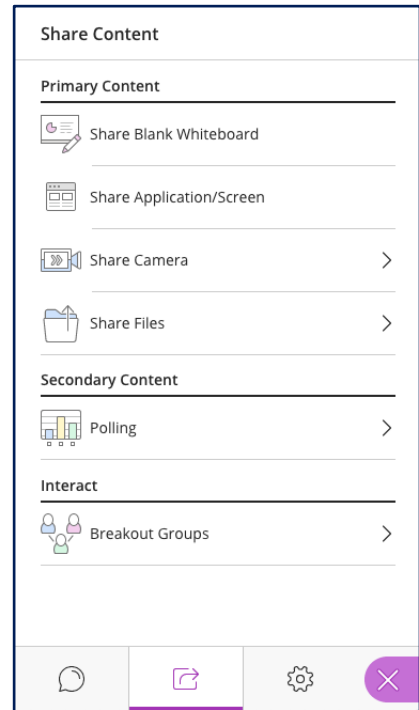 Share Content
Primary Content
Share Blank Whiteboard
Share Application/Screen
Share Camera
Share Files
Secondary Content
Polling
Interact
Breakout Groups